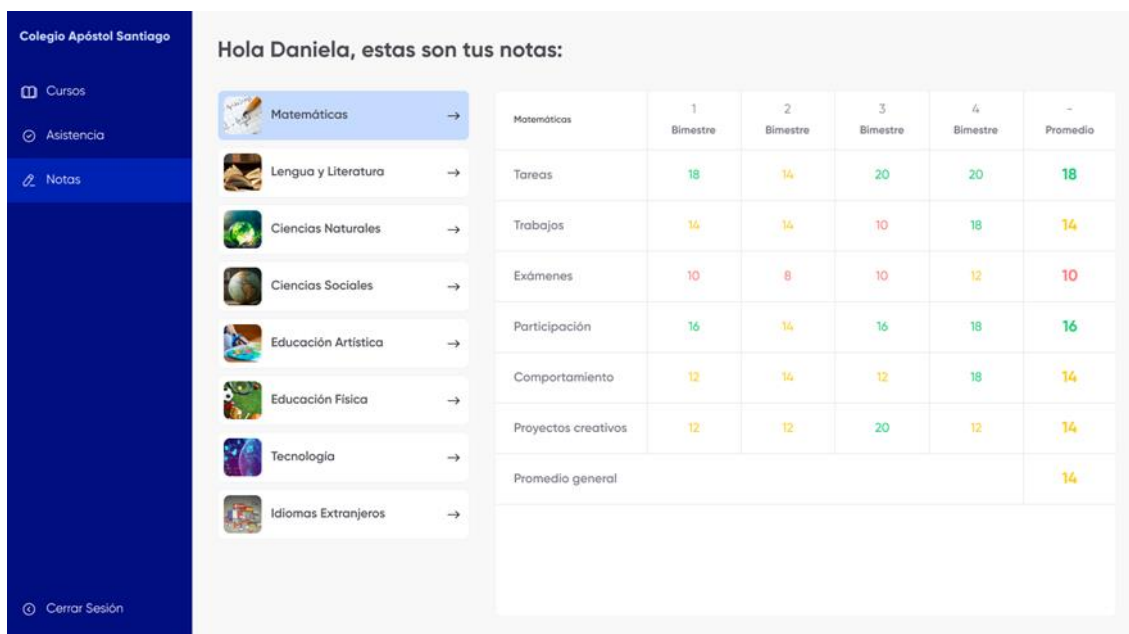 Colegio Apóstol Santiago
Cursos
Asistencia
Notas
Cerrar Sesión
Hola Daniela, estas son tus notas:
Matemáticas →
Lengua y Literatura →
Ciencias Naturales →
Ciencias Sociales →
Educación Artística →
Educación Física →
Tecnología →
Idiomas Extranjeros →
Matemáticas 1 Bimestre 2 Bimestre 3 Bimestre 4 Bimestre - Promedio
Tareas 18 14 20 20 18
Trabajos 14 14 10 18 14
Exámenes 10 8 10 12 10
Participación 16 14 16 18 16
Comportamiento 12 14 12 18 14
Proyectos creativos 12 12 20 12 14
Promedio general 14